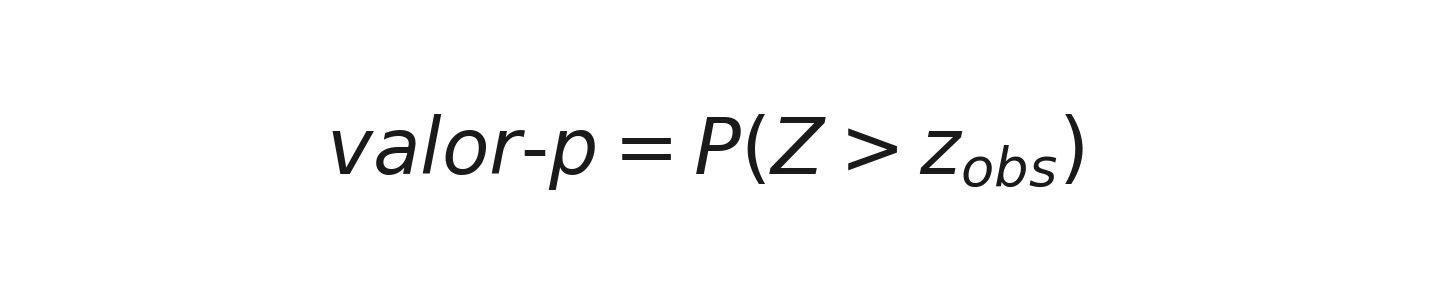 valor-p = P(Z > z_obs)